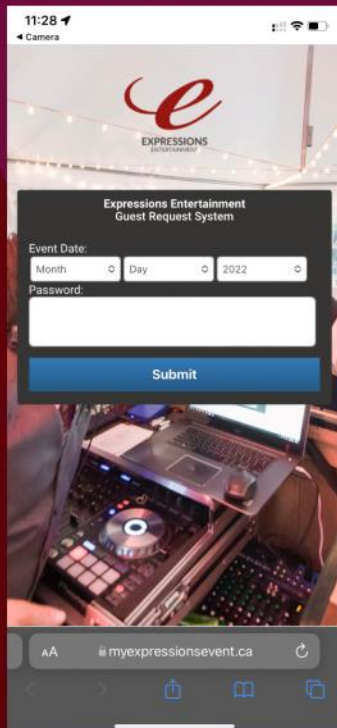 11:28
◄ Camera
e
EXPRESSIONS
ENTERTAINMENT
Expressions Entertainment
Guest Request System
Event Date:
Month
Day
2022
Password:
Submit
AA
myexpressionsevent.ca